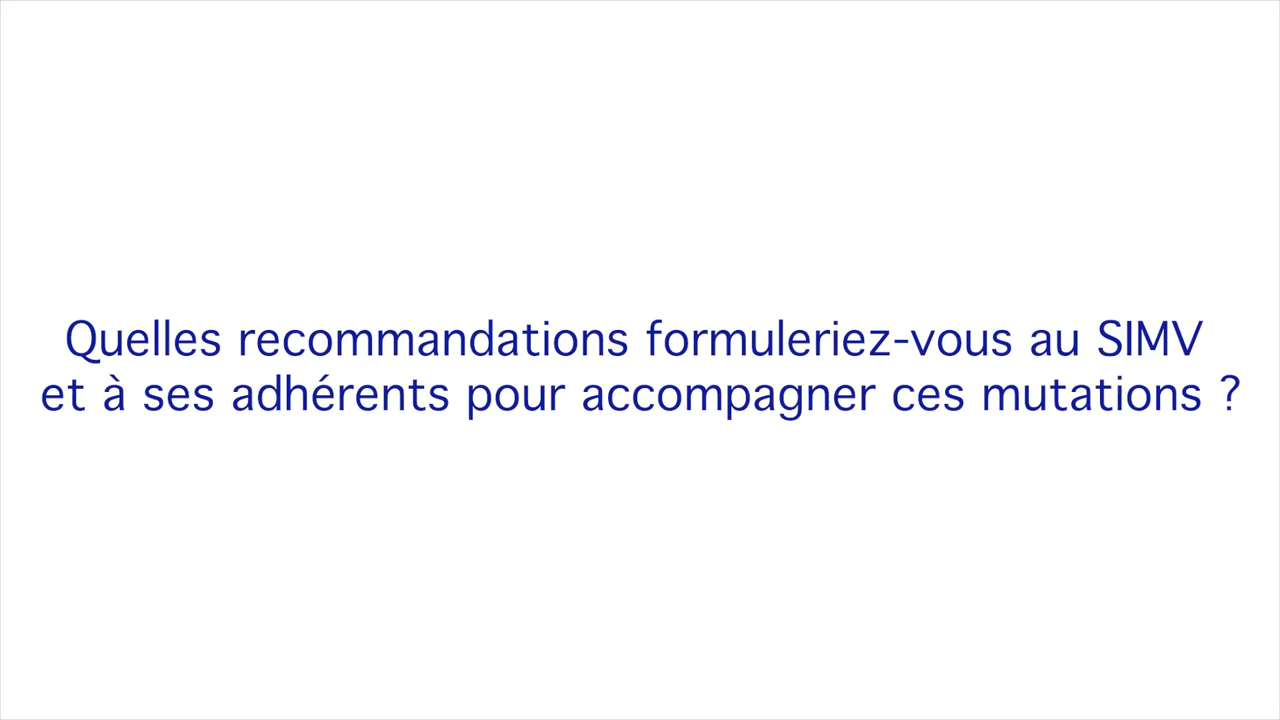 Quelles recommandations formuleriez-vous au SIMV
et à ses adhérents pour accompagner ces mutations ?